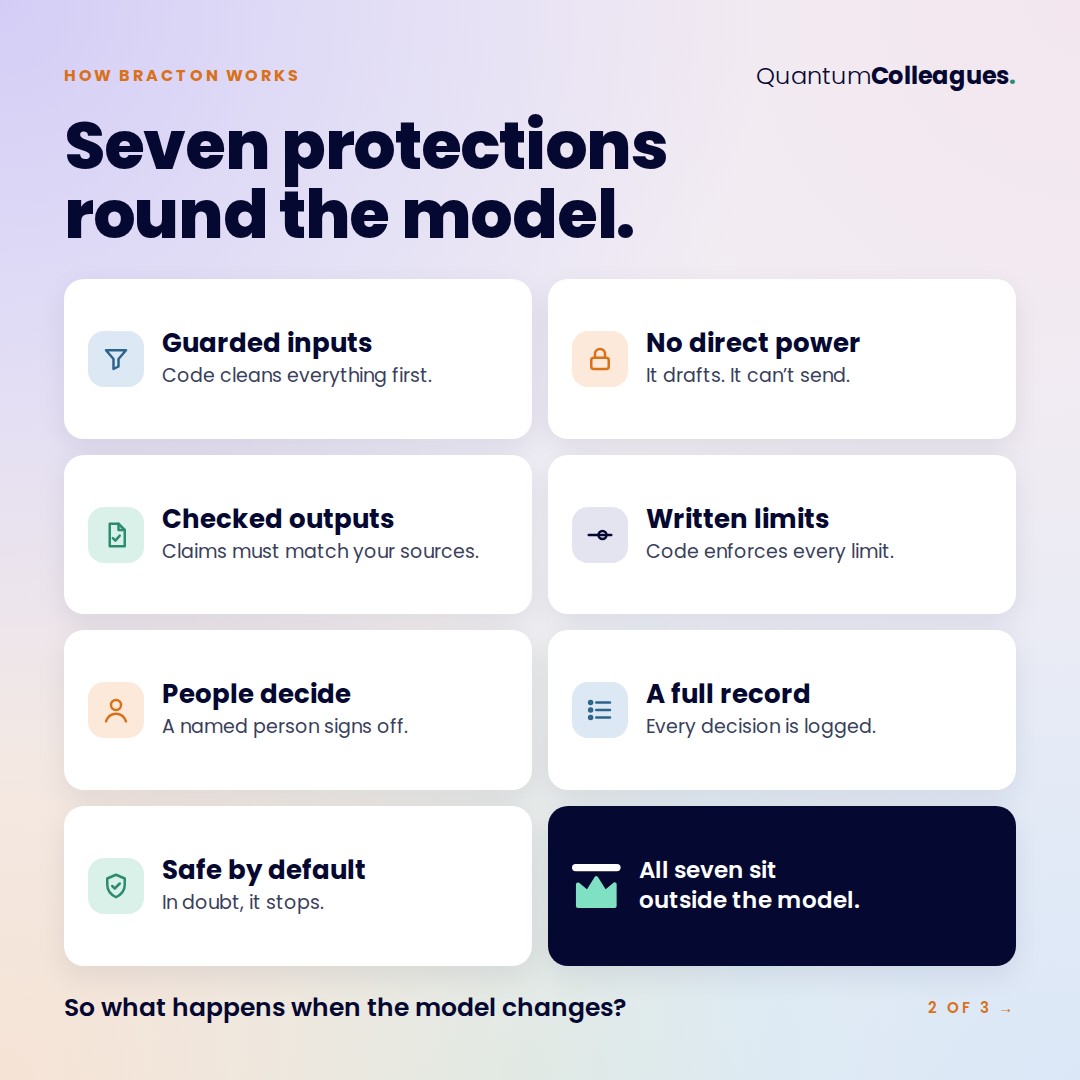 HOW BRACTON WORKS
QuantumColleagues.
Seven protections
round the model.
Guarded inputs
Code cleans everything first.
No direct power
It drafts. It can’t send.
Checked outputs
Claims must match your sources.
Written limits
Code enforces every limit.
People decide
A named person signs off.
A full record
Every decision is logged.
Safe by default
In doubt, it stops.
All seven sit
outside the model.
So what happens when the model changes?
2 OF 3 →